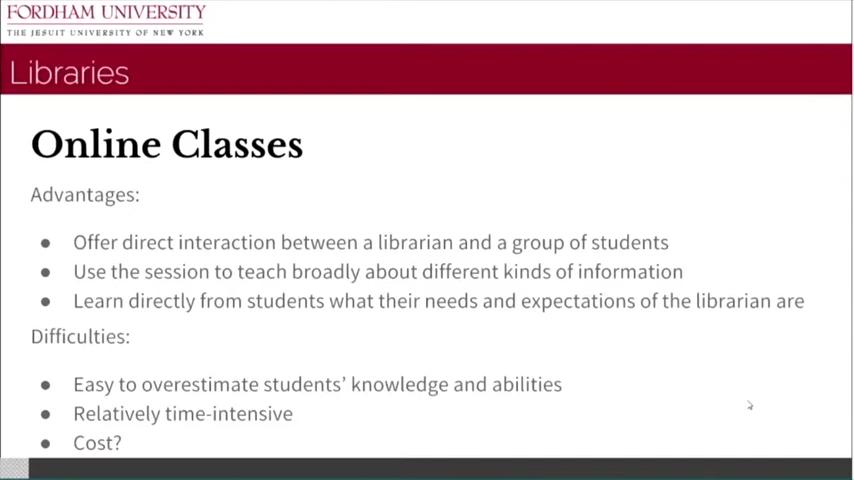 FORDHAM UNIVERSITY
THE JESUIT UNIVERSITY OF NEW YORK
Libraries
Online Classes
Advantages:
● Offer direct interaction between a librarian and a group of students
● Use the session to teach broadly about different kinds of information
● Learn directly from students what their needs and expectations of the librarian are
Difficulties:
● Easy to overestimate students’ knowledge and abilities
● Relatively time-intensive
● Cost?